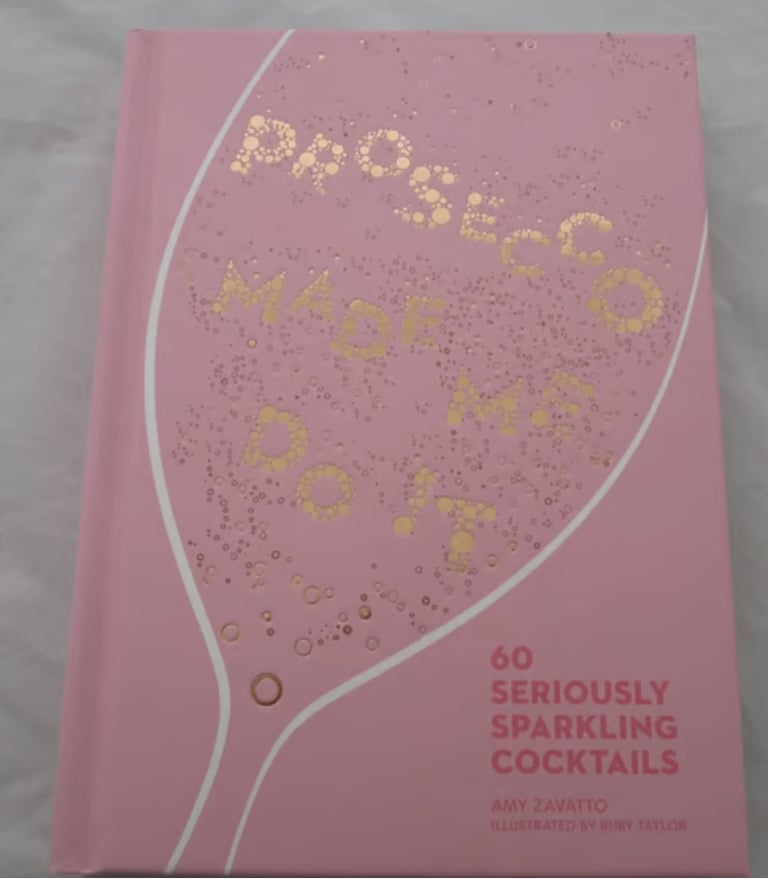 PROSECCO
MADE ME
DO IT
60
SERIOUSLY
SPARKLING
COCKTAILS
AMY ZAVATTO
ILLUSTRATED BY RUBY TAYLOR